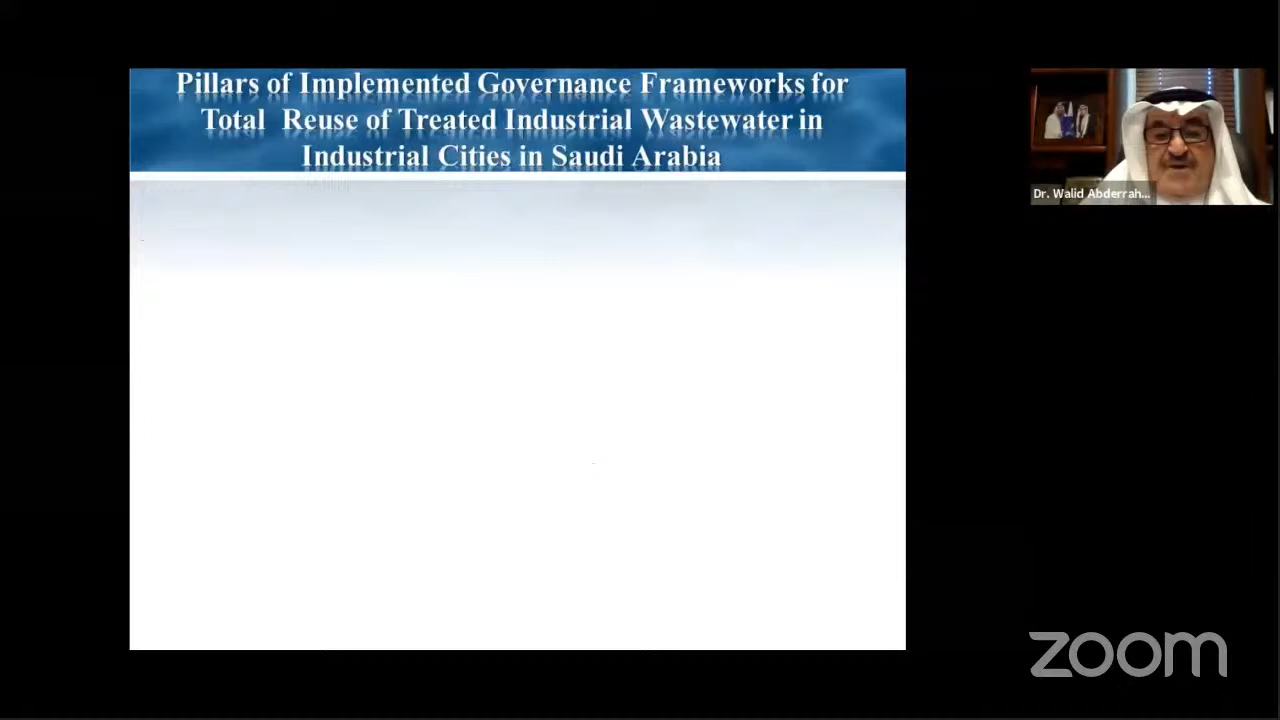 Pillars of Implemented Governance Frameworks for
Total Reuse of Treated Industrial Wastewater in
Industrial Cities in Saudi Arabia
Dr. Walid Abderrah...
zoom